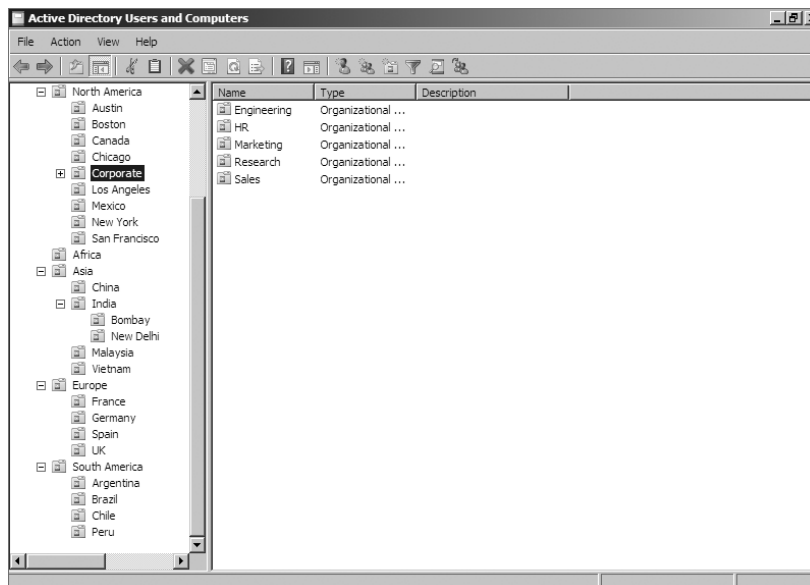 Active Directory Users and Computers
File Action View Help
North America
Austin
Boston
Canada
Chicago
Corporate
Los Angeles
Mexico
New York
San Francisco
Africa
Asia
China
India
Bombay
New Delhi
Malaysia
Vietnam
Europe
France
Germany
Spain
UK
South America
Argentina
Brazil
Chile
Peru
Name Type Description
Engineering Organizational ...
HR Organizational ...
Marketing Organizational ...
Research Organizational ...
Sales Organizational ...